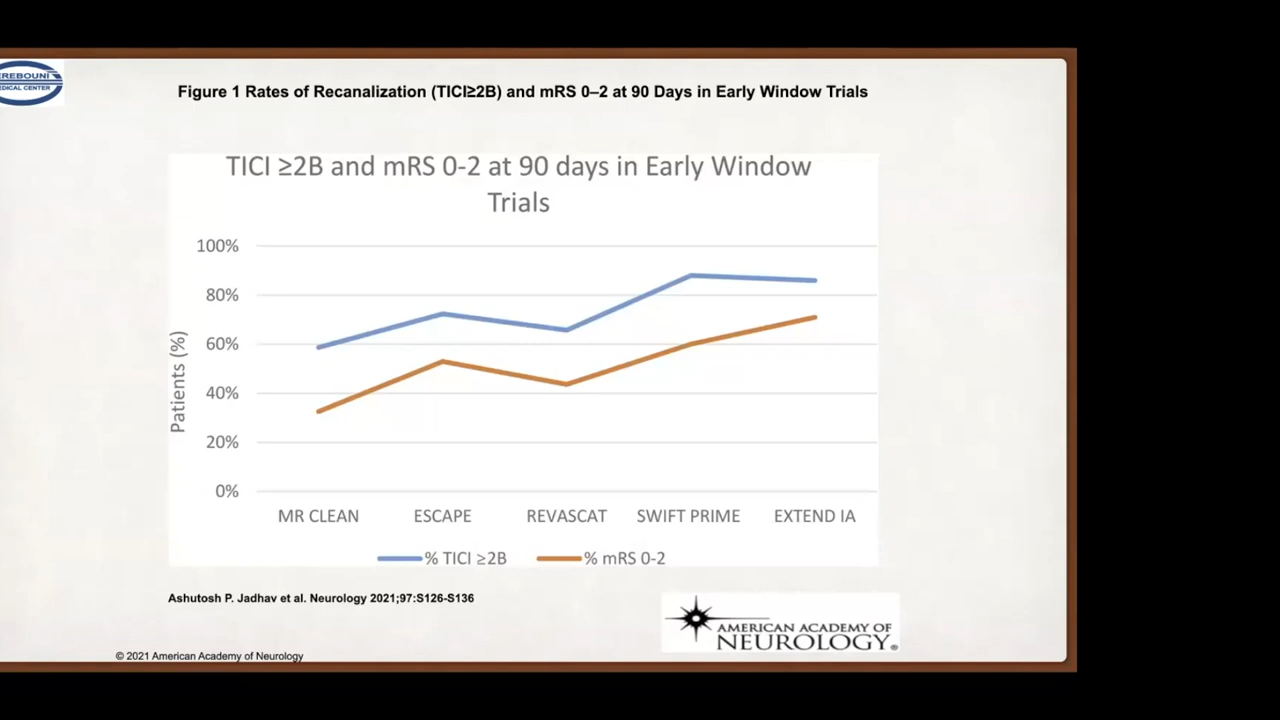 EREBOUNI
MEDICAL CENTER
Figure 1 Rates of Recanalization (TICI≥2B) and mRS 0–2 at 90 Days in Early Window Trials
TICI ≥2B and mRS 0-2 at 90 days in Early Window
Trials
100%
80%
60%
40%
20%
0%
Patients (%)
MR CLEAN ESCAPE REVASCAT SWIFT PRIME EXTEND IA
% TICI ≥2B % mRS 0-2
Ashutosh P. Jadhav et al. Neurology 2021;97:S126-S136
AMERICAN ACADEMY OF
NEUROLOGY®
© 2021 American Academy of Neurology